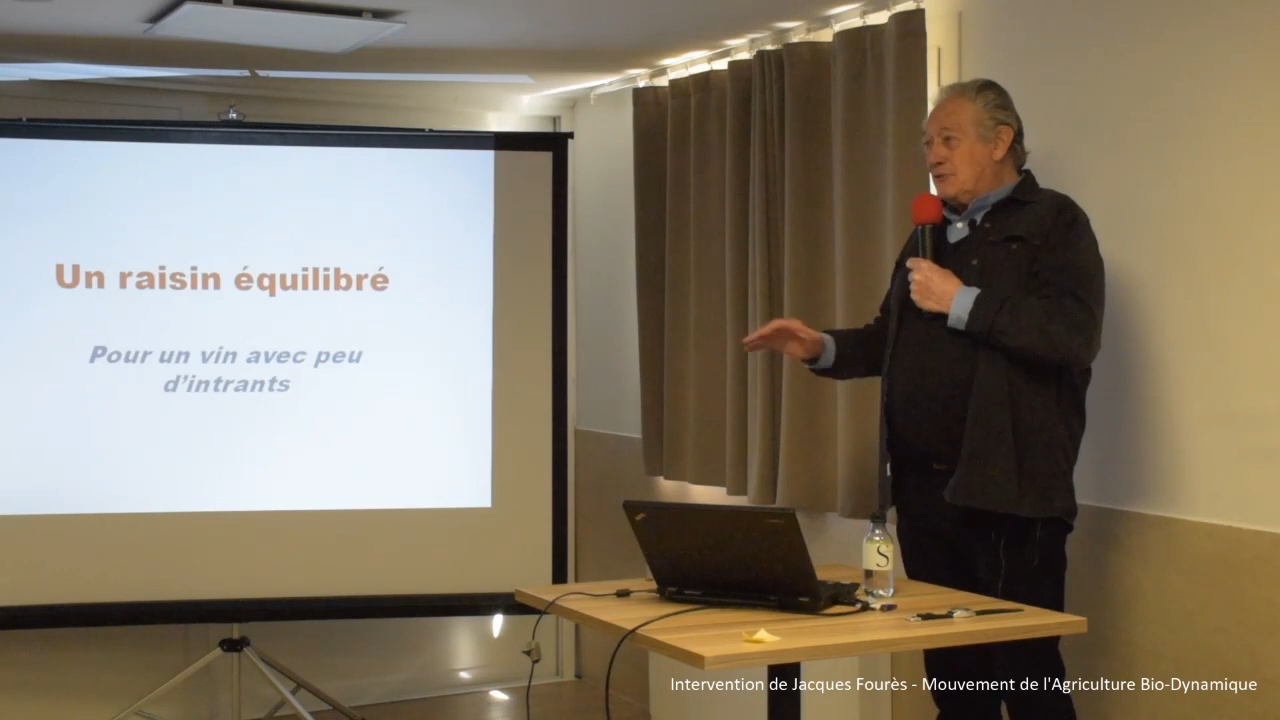 Un raisin équilibré
Pour un vin avec peu
d'intrants
S
Intervention de Jacques Fourès - Mouvement de l'Agriculture Bio-Dynamique